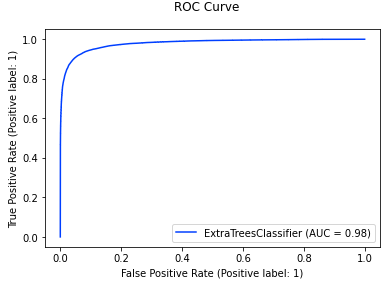 ROC Curve
True Positive Rate (Positive label: 1)
1.0
0.8
0.6
0.4
0.2
0.0
ExtraTreesClassifier (AUC = 0.98)
0.0 0.2 0.4 0.6 0.8 1.0
False Positive Rate (Positive label: 1)